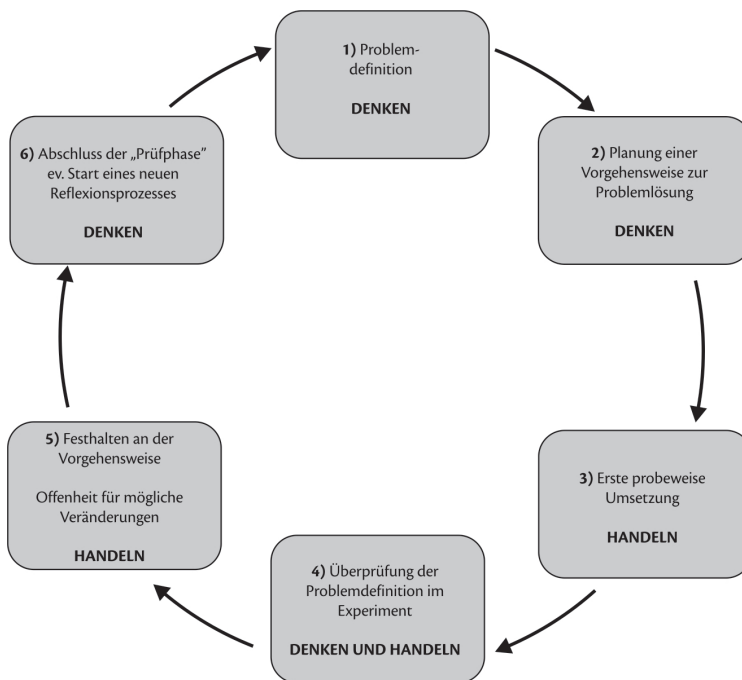 1) Problem-
definition
DENKEN
2) Planung einer
Vorgehensweise zur
Problemlösung
DENKEN
3) Erste probeweise
Umsetzung
HANDELN
4) Überprüfung der
Problemdefinition im
Experiment
DENKEN UND HANDELN
5) Festhalten an der
Vorgehensweise
Offenheit für mögliche
Veränderungen
HANDELN
6) Abschluss der „Prüfphase"
ev. Start eines neuen
Reflexionsprozesses
DENKEN